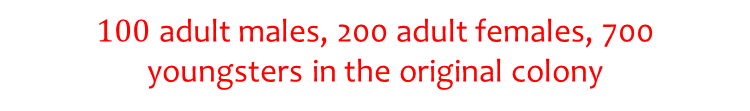 100 adult males, 200 adult females, 700
youngsters in the original colony